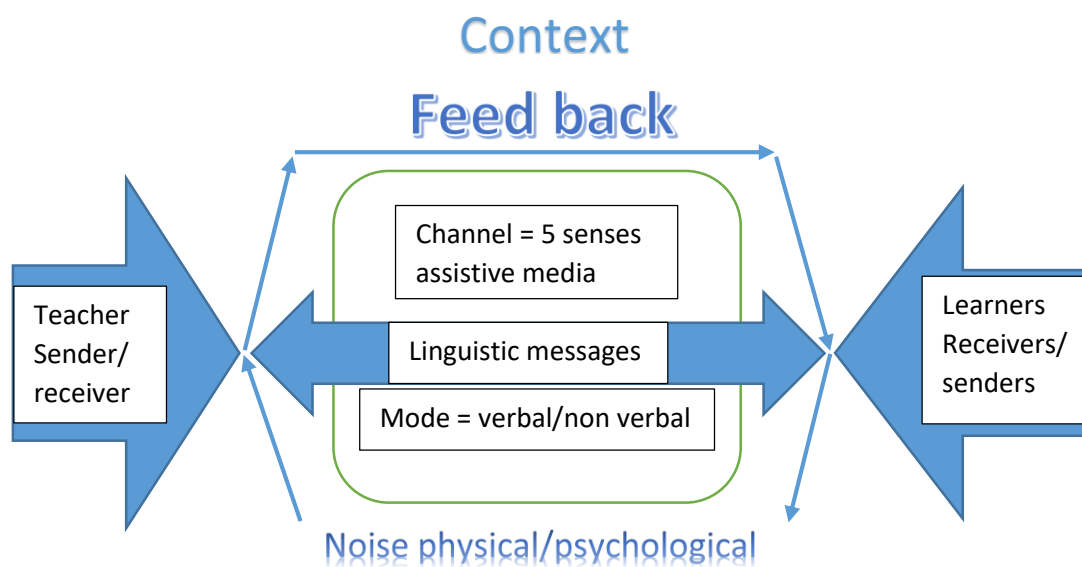 Context
Feed back
Channel = 5 senses
assistive media
Teacher
Sender/
receiver
Linguistic messages
Learners
Receivers/
senders
Mode = verbal/non verbal
Noise physical/psychological